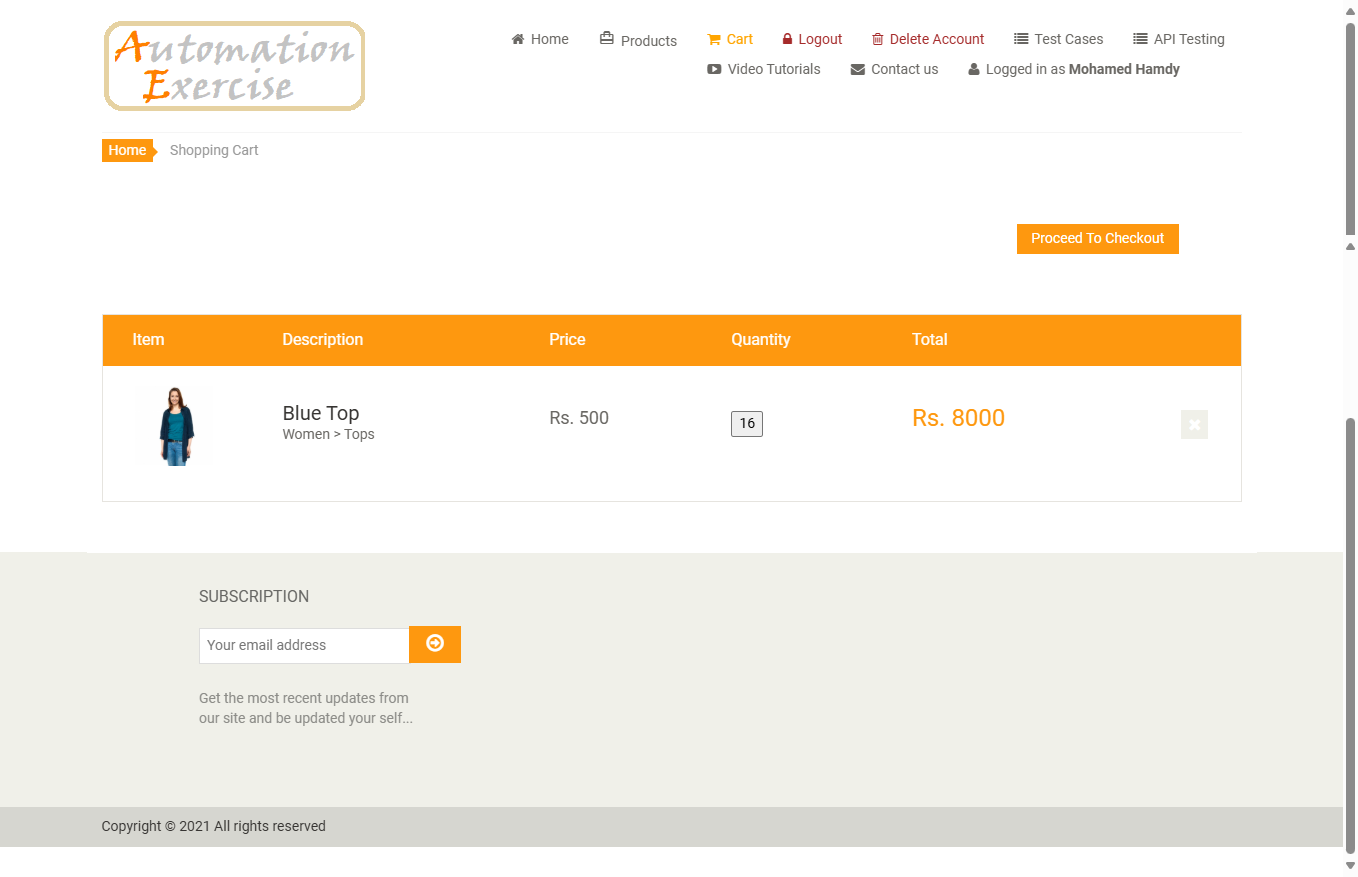 Automation
Exercise
Home
Products
Cart
Logout
Delete Account
Test Cases
API Testing
Video Tutorials
Contact us
Logged in as Mohamed Hamdy
Home
Shopping Cart
Proceed To Checkout
Item Description Price Quantity Total
Blue Top
Women > Tops
Rs. 500
16
Rs. 8000
SUBSCRIPTION
Your email address
Get the most recent updates from
our site and be updated your self...
Copyright © 2021 All rights reserved